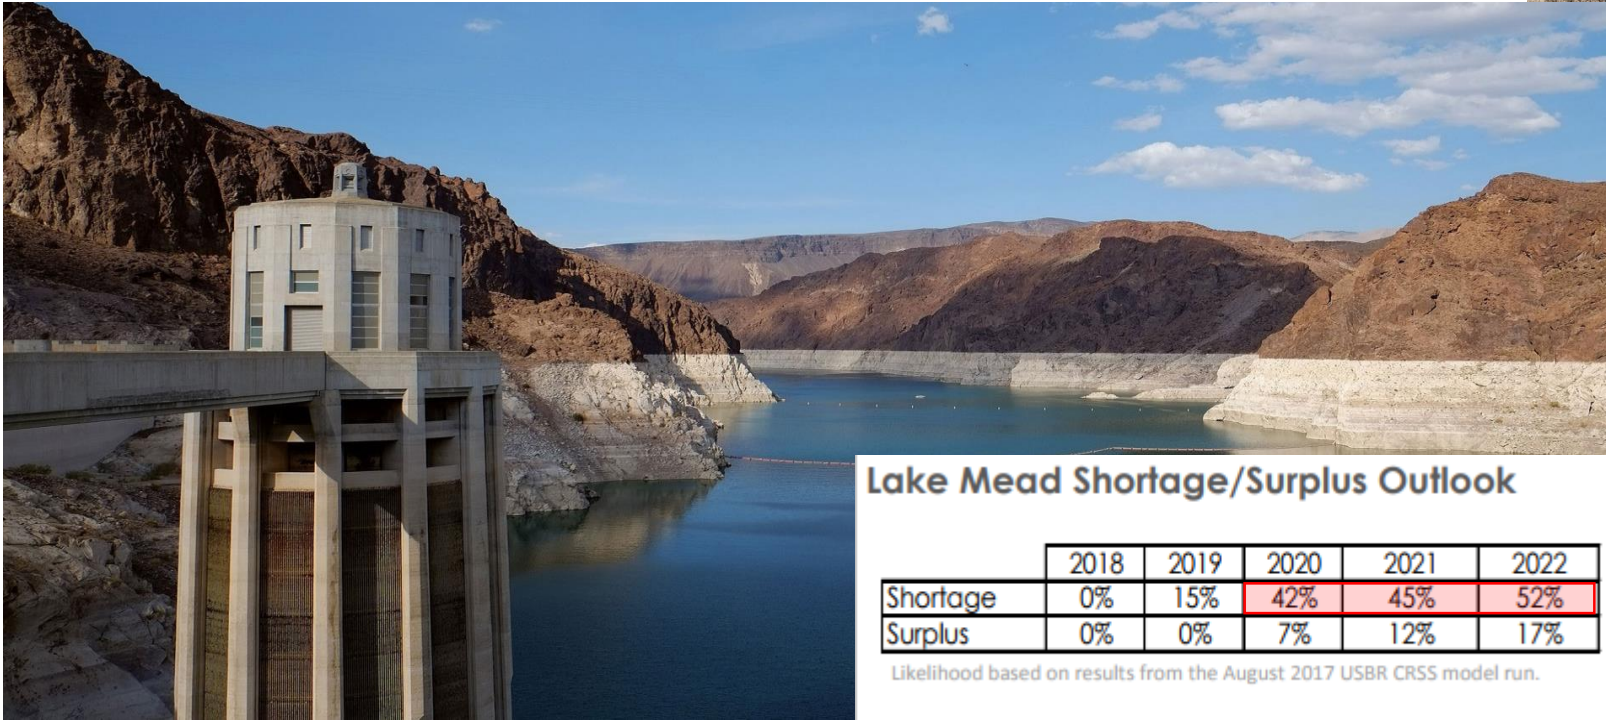 Lake Mead Shortage/Surplus Outlook
2018 2019 2020 2021 2022
Shortage 0% 15% 42% 45% 52%
Surplus 0% 0% 7% 12% 17%
Likelihood based on results from the August 2017 USBR CRSS model run.